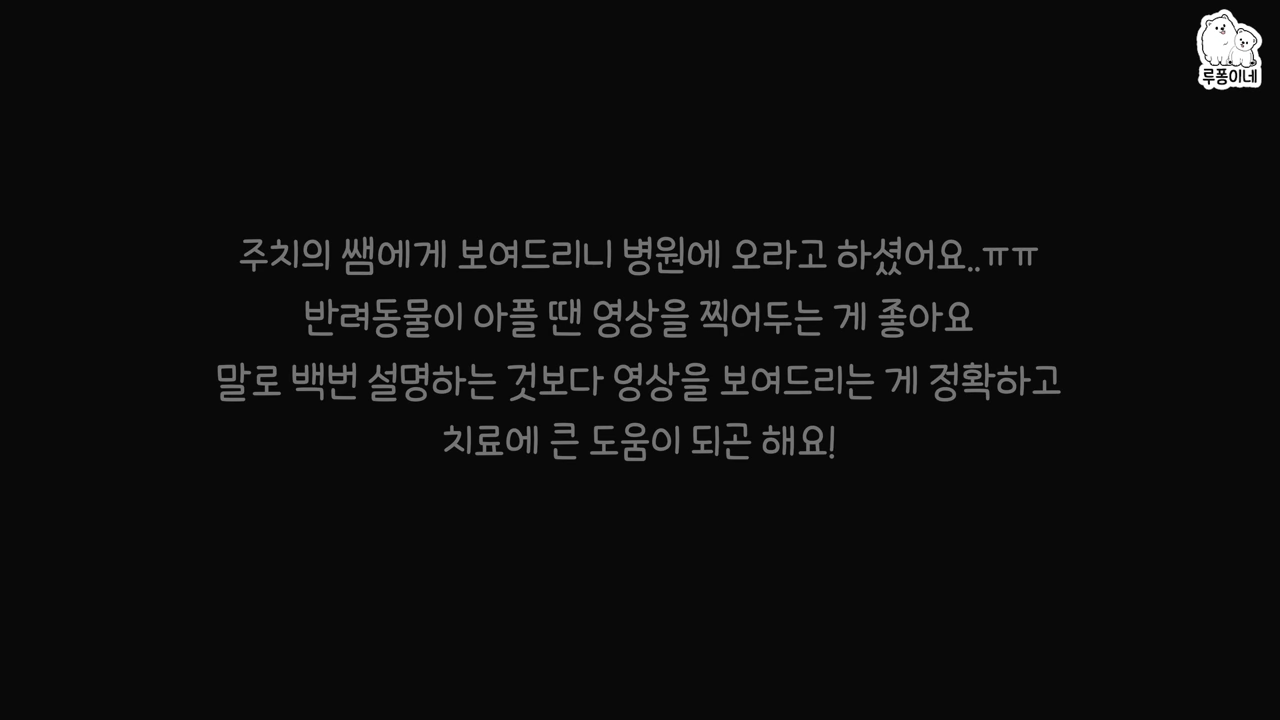 루퐁이네
주치의 쌤에게 보여드리니 병원에 오라고 하셨어요..ㅠㅠ
반려동물이 아플 땐 영상을 찍어두는 게 좋아요
말로 백번 설명하는 것보다 영상을 보여드리는 게 정확하고
치료에 큰 도움이 되곤 해요!